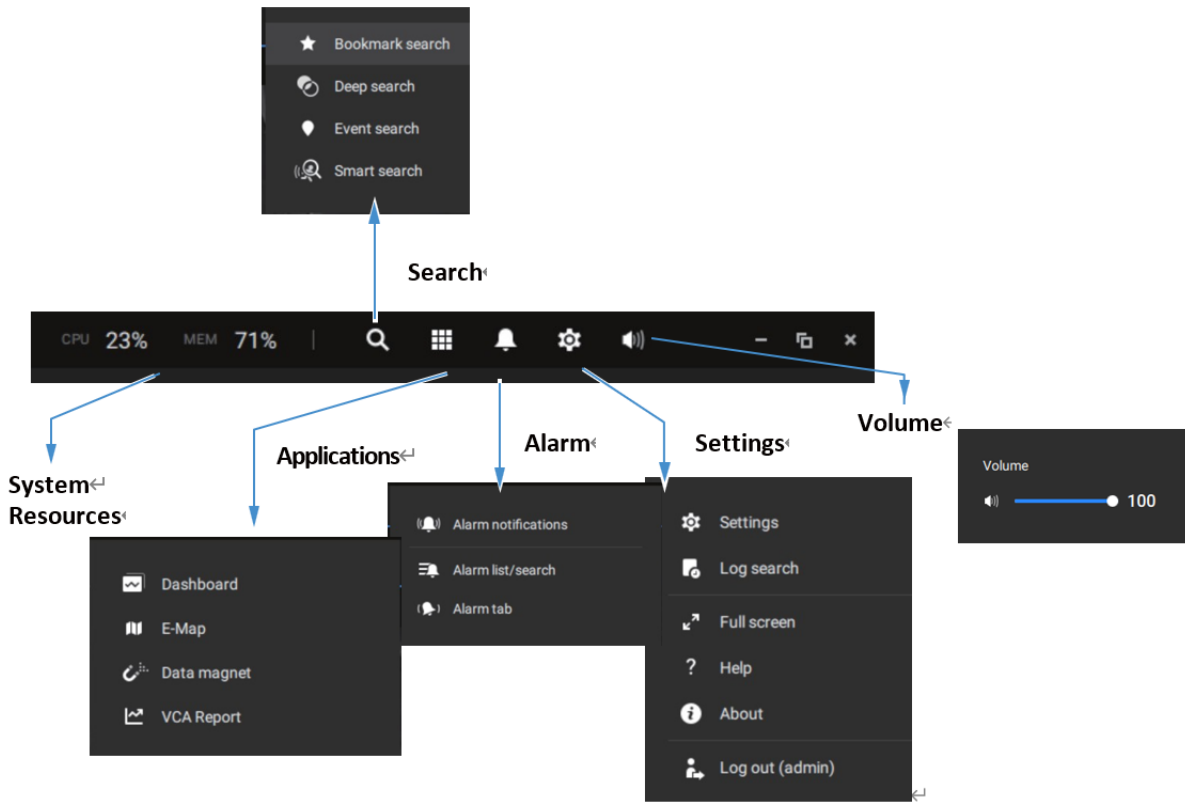 Bookmark search
Deep search
Event search
Smart search
Search
CPU 23% MEM 71%
Volume
Applications
Alarm
Settings
System
Resources
Volume
100
Alarm notifications
Alarm list/search
Alarm tab
Settings
Log search
Full screen
? Help
About
Log out (admin)
Dashboard
E-Map
Data magnet
VCA Report